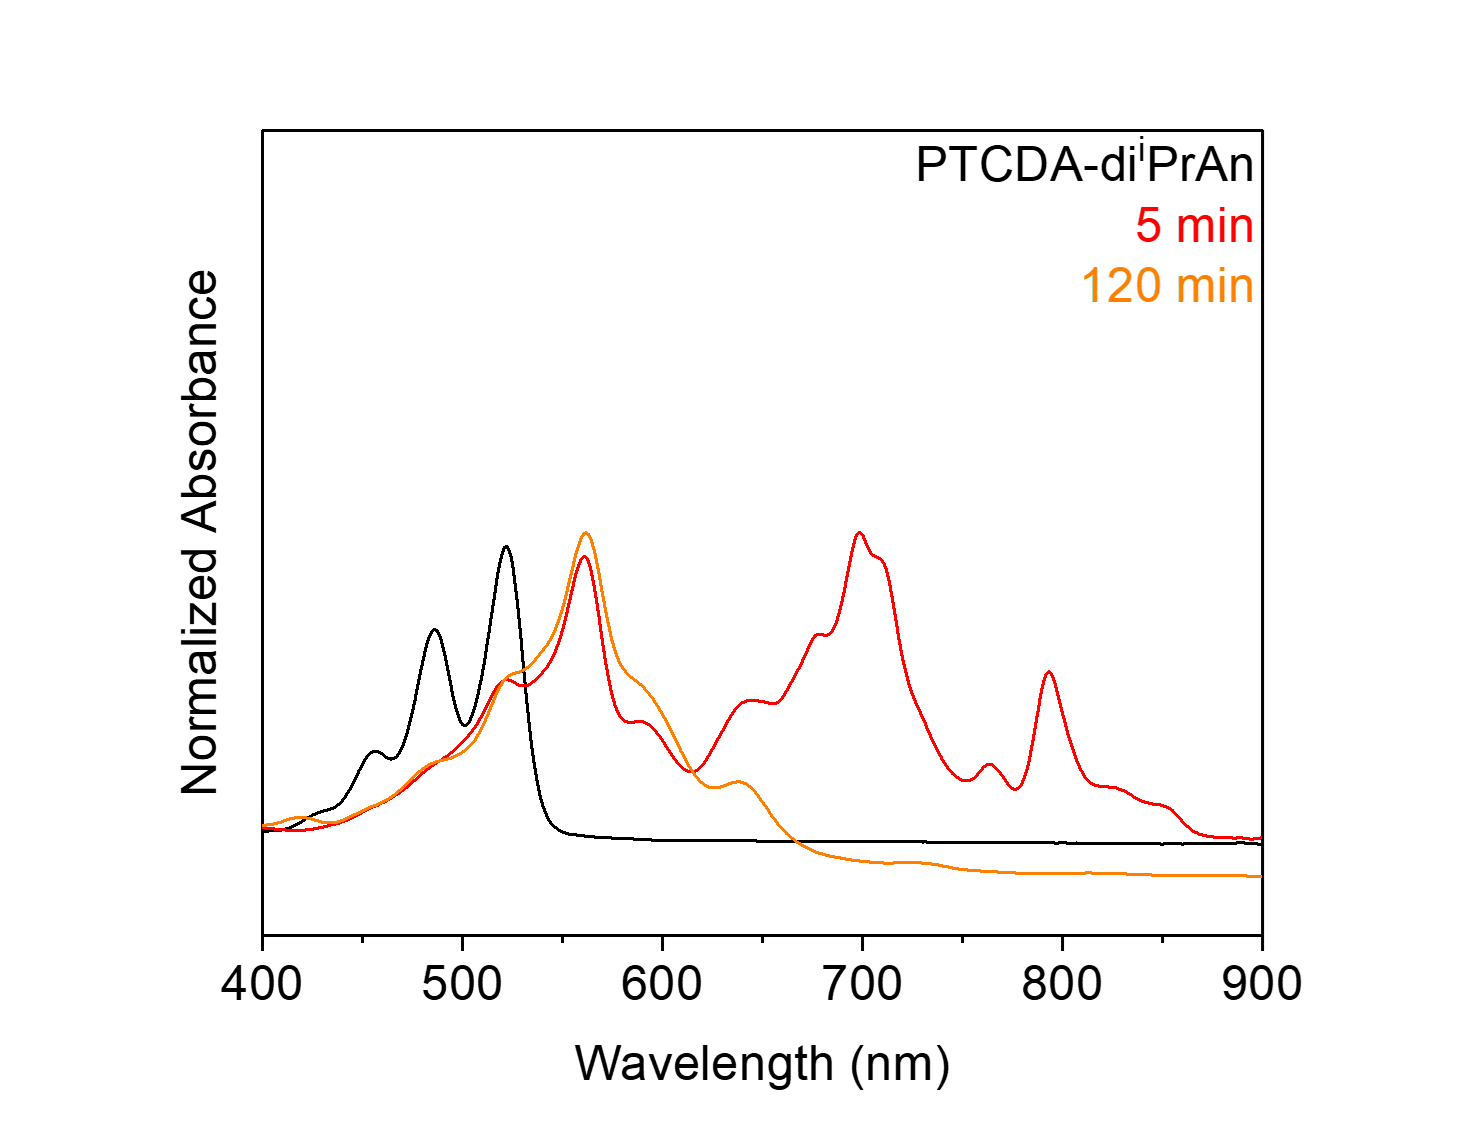 PTCDA-diⁱPrAn
5 min
120 min
Normalized Absorbance
400 500 600 700 800 900
Wavelength (nm)